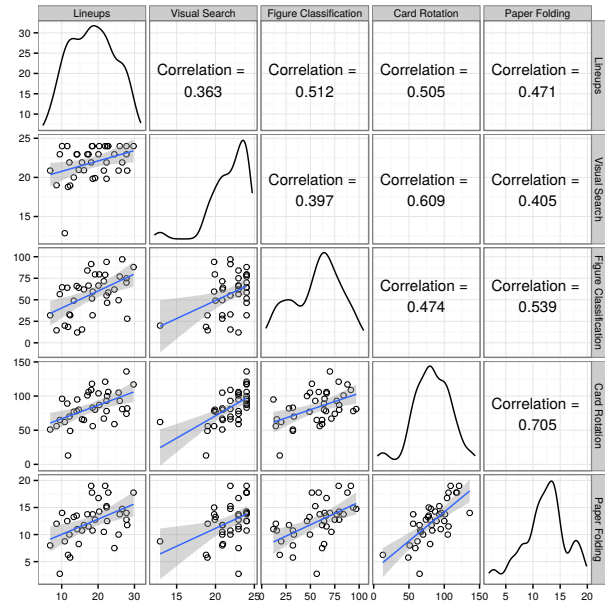 Lineups Visual Search Figure Classification Card Rotation Paper Folding
30
25
20
15
10
Correlation =
0.363
Correlation =
0.512
Correlation =
0.505
Correlation =
0.471
Lineups
25
20
15
Correlation =
0.397
Correlation =
0.609
Correlation =
0.405
Visual Search
100
75
50
25
0
Correlation =
0.474
Correlation =
0.539
Figure Classification
150
100
50
0
Correlation =
0.705
Card Rotation
20
15
10
5
Paper Folding
10 20 30 15 20 25 0 25 50 75 100 0 50 100 150 5 10 15 20